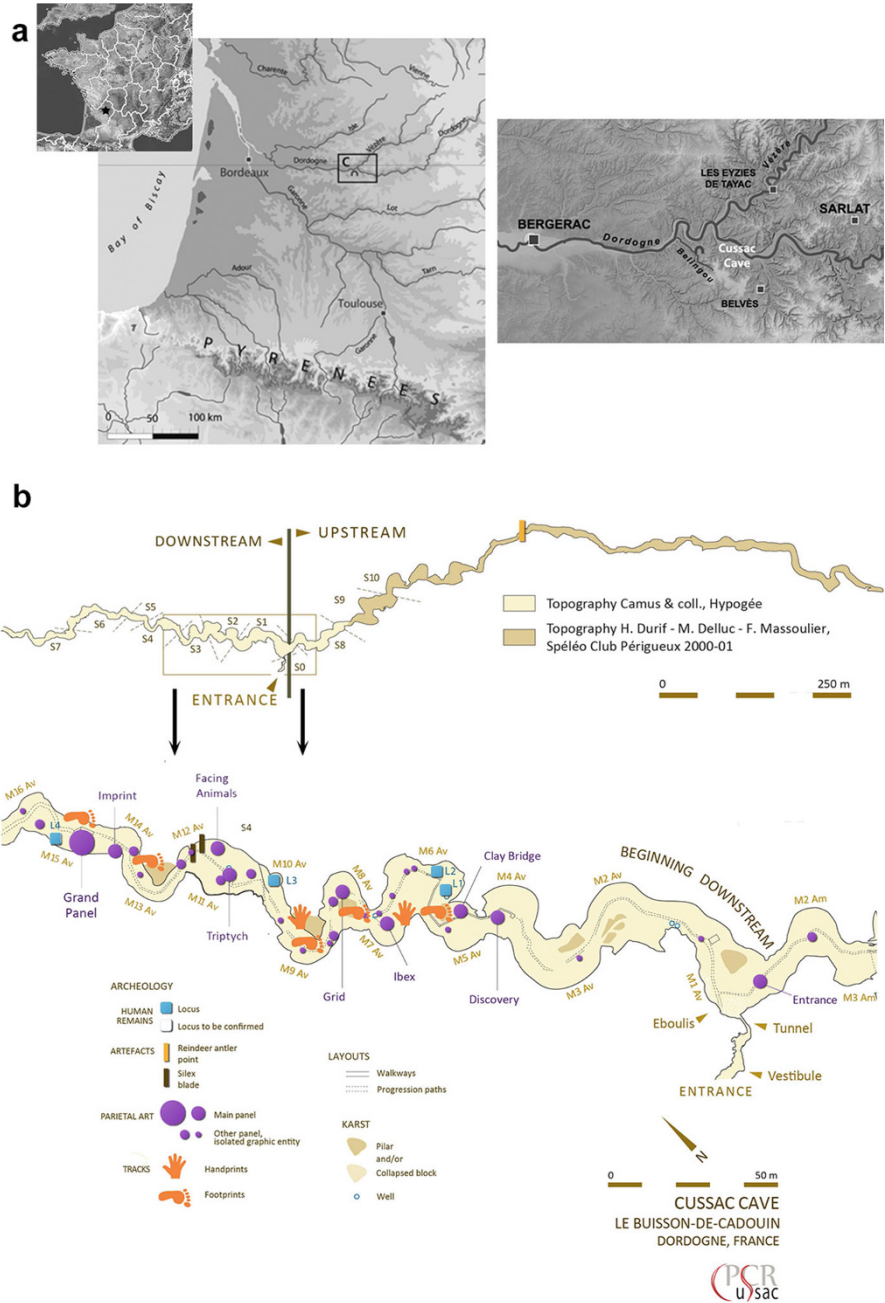 a
Charente
Vienne
Isle
Vézère
Dordogne
Dordogne
C
Bordeaux
Bay of Biscay
Garonne
Lot
Adour
Tarn
Toulouse
Garonne
PYRENEES
0 50 100 km
LES EYZIES
DE TAYAC
Vézère
SARLAT
BERGERAC
Dordogne
Cussac
Cave
Belingou
BELVÈS
b
DOWNSTREAM
UPSTREAM
S10
S9
S5
S6
S2
S1
S7
S4
S3
S8
S0
ENTRANCE
Topography Camus & coll., Hypogée
Topography H. Durif - M. Delluc - F. Massoulier,
Spéléo Club Périgueux 2000-01
0 250 m
Facing
Animals
M16 Av
Imprint
M14 Av
M12 Av
S4
L4
M15 Av
M10 Av
L3
M8 Av
M6 Av
L2
L1
Clay Bridge
M4 Av
BEGINNING DOWNSTREAM
M2 Av
M2 Am
Grand
Panel
M13 Av
M11 Av
Triptych
M9 Av
M7 Av
Ibex
M5 Av
Grid
Discovery
M3 Av
M1 Av
Entrance
M3 Am
Eboulis
Tunnel
Vestibule
ENTRANCE
ARCHEOLOGY
HUMAN
REMAINS
Locus
Locus to be confirmed
ARTEFACTS
Reindeer antler
point
Silex
blade
PARIETAL ART
Main panel
Other panel,
isolated graphic entity
TRACKS
Handprints
Footprints
LAYOUTS
Walkways
Progression paths
KARST
Pilar
and/or
Collapsed block
Well
N
0 50 m
CUSSAC CAVE
LE BUISSON-DE-CADOUIN
DORDOGNE, FRANCE
PCR
Cussac